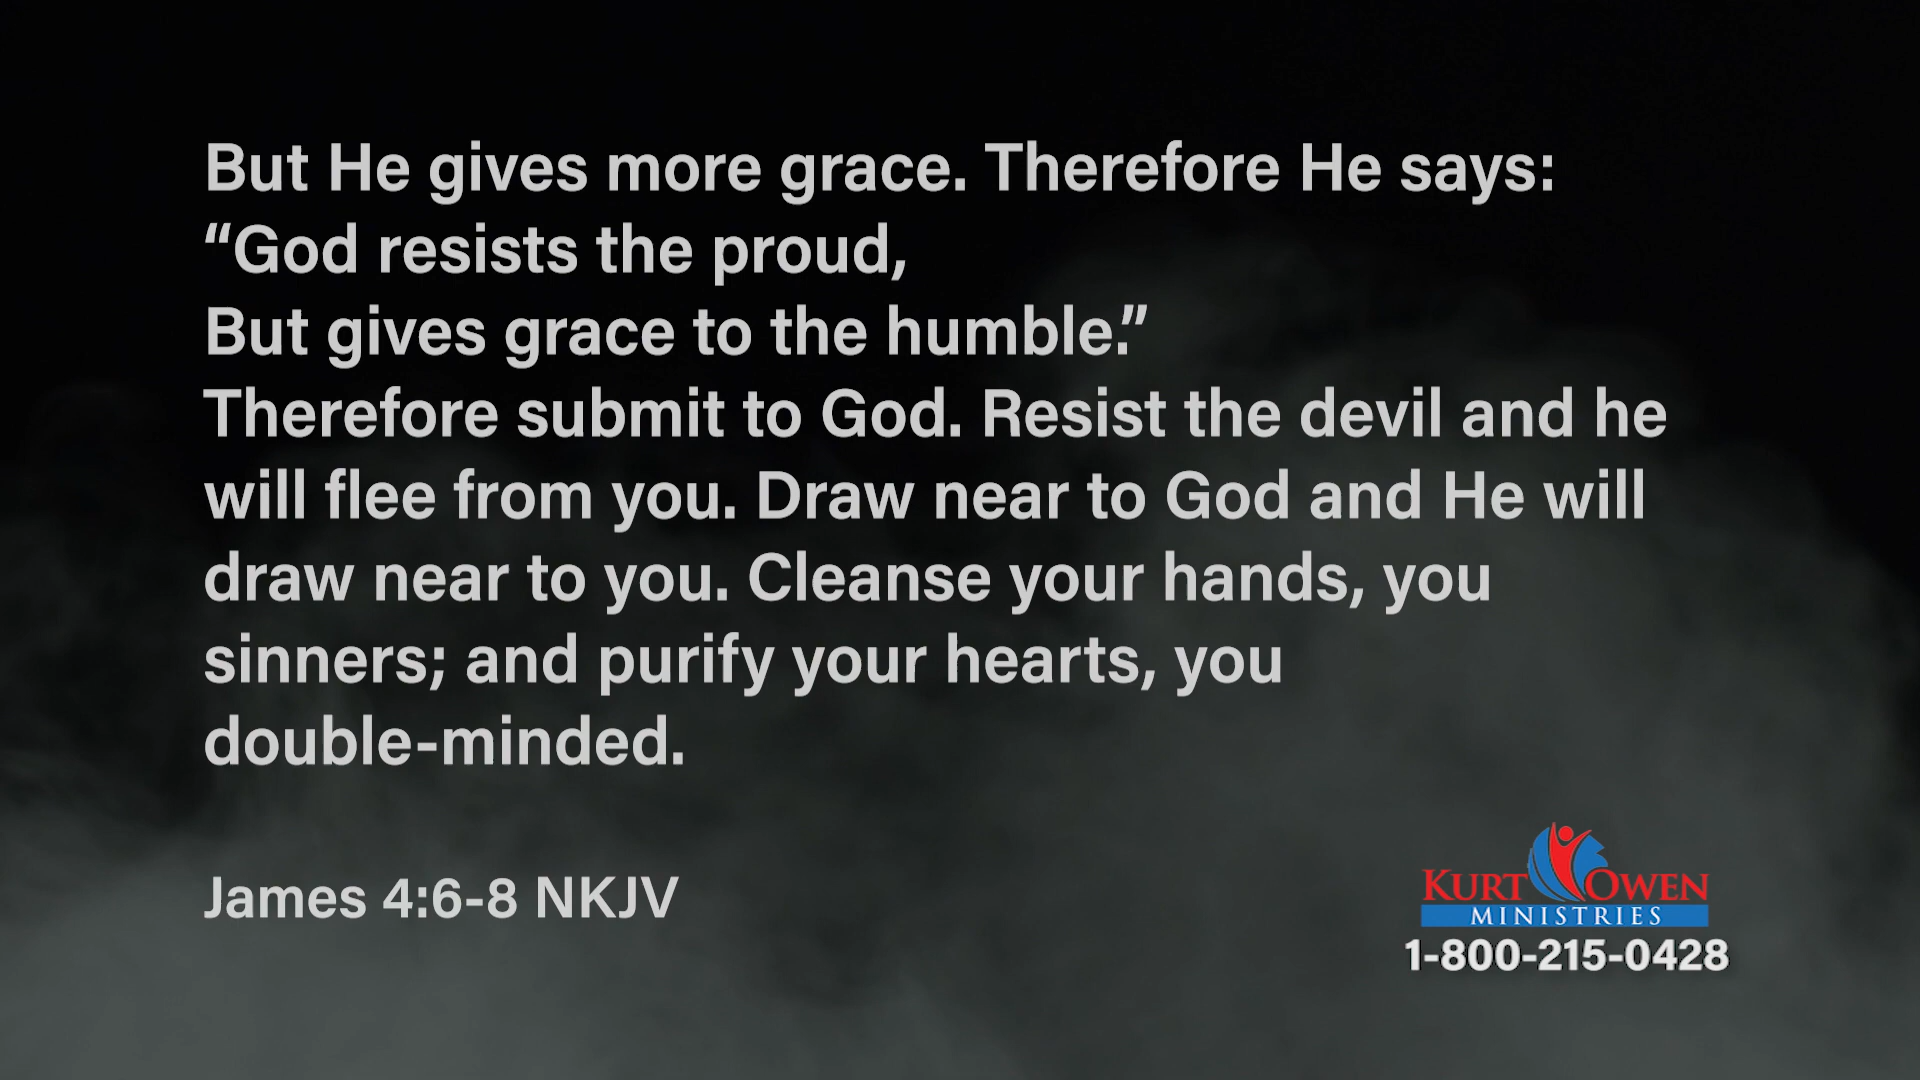 But He gives more grace. Therefore He says:
“God resists the proud,
But gives grace to the humble.”
Therefore submit to God. Resist the devil and he
will flee from you. Draw near to God and He will
draw near to you. Cleanse your hands, you
sinners; and purify your hearts, you
double-minded.
James 4:6-8 NKJV
KURT OWEN
MINISTRIES
1-800-215-0428